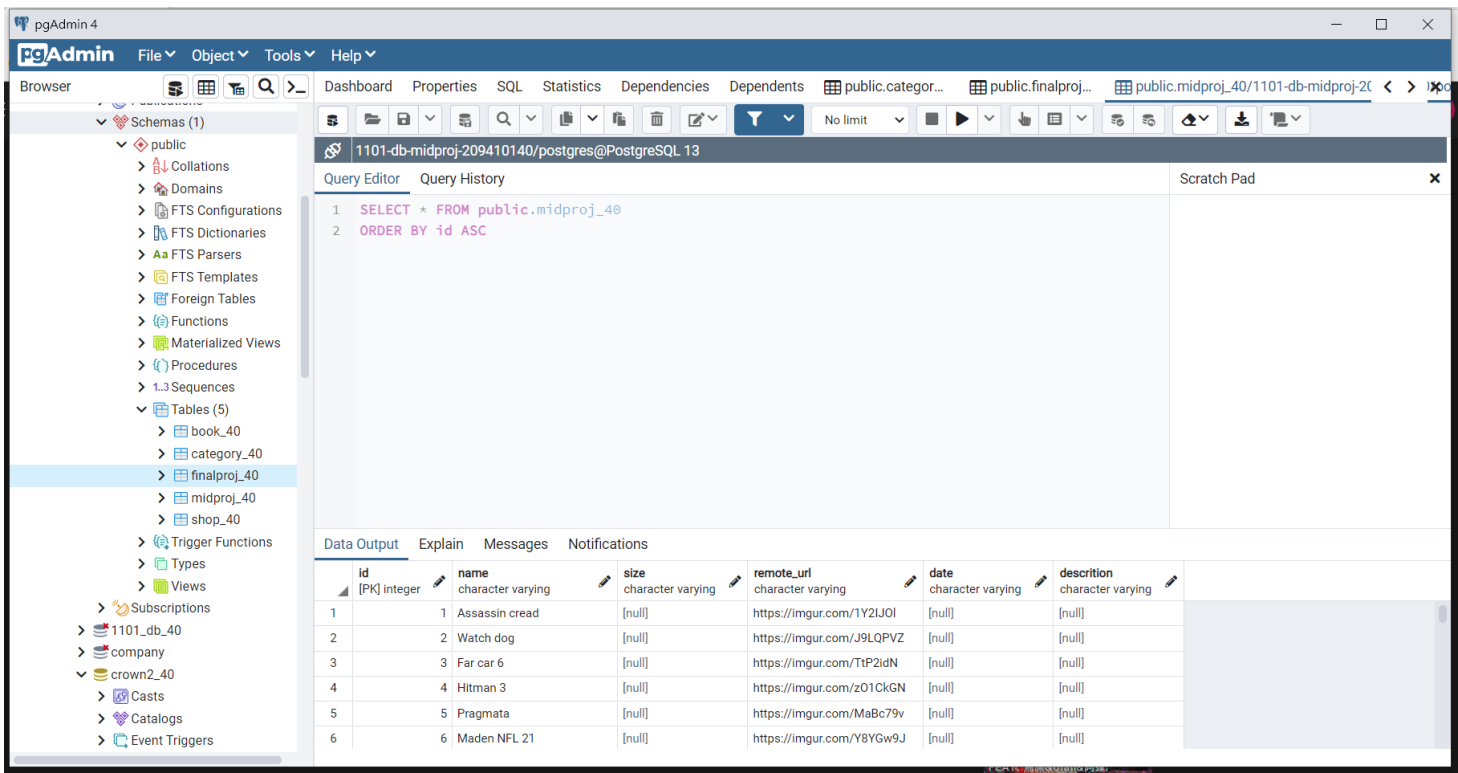 pgAdmin 4
pgAdmin File Object Tools Help
Browser
Dashboard Properties SQL Statistics Dependencies Dependents public.categor... public.finalproj... public.midproj_40/1101-db-midproj-20
No limit
1101-db-midproj-209410140/postgres@PostgreSQL 13
Query Editor Query History
Scratch Pad
1 SELECT * FROM public.midproj_40
2 ORDER BY id ASC
Publications
Schemas (1)
public
Collations
Domains
FTS Configurations
FTS Dictionaries
Aa FTS Parsers
FTS Templates
Foreign Tables
Functions
Materialized Views
Procedures
1..3 Sequences
Tables (5)
book_40
category_40
finalproj_40
midproj_40
shop_40
Trigger Functions
Types
Views
Subscriptions
1101_db_40
company
crown2_40
Casts
Catalogs
Event Triggers
Data Output Explain Messages Notifications
id name size remote_url date descrition
[PK] integer character varying character varying character varying character varying character varying
1 1 Assassin cread [null] https://imgur.com/1Y2IJOl [null] [null]
2 2 Watch dog [null] https://imgur.com/J9LQPVZ [null] [null]
3 3 Far car 6 [null] https://imgur.com/TtP2idN [null] [null]
4 4 Hitman 3 [null] https://imgur.com/zO1CkGN [null] [null]
5 5 Pragmata [null] https://imgur.com/MaBc79v [null] [null]
6 6 Maden NFL 21 [null] https://imgur.com/Y8YGw9J [null] [null]